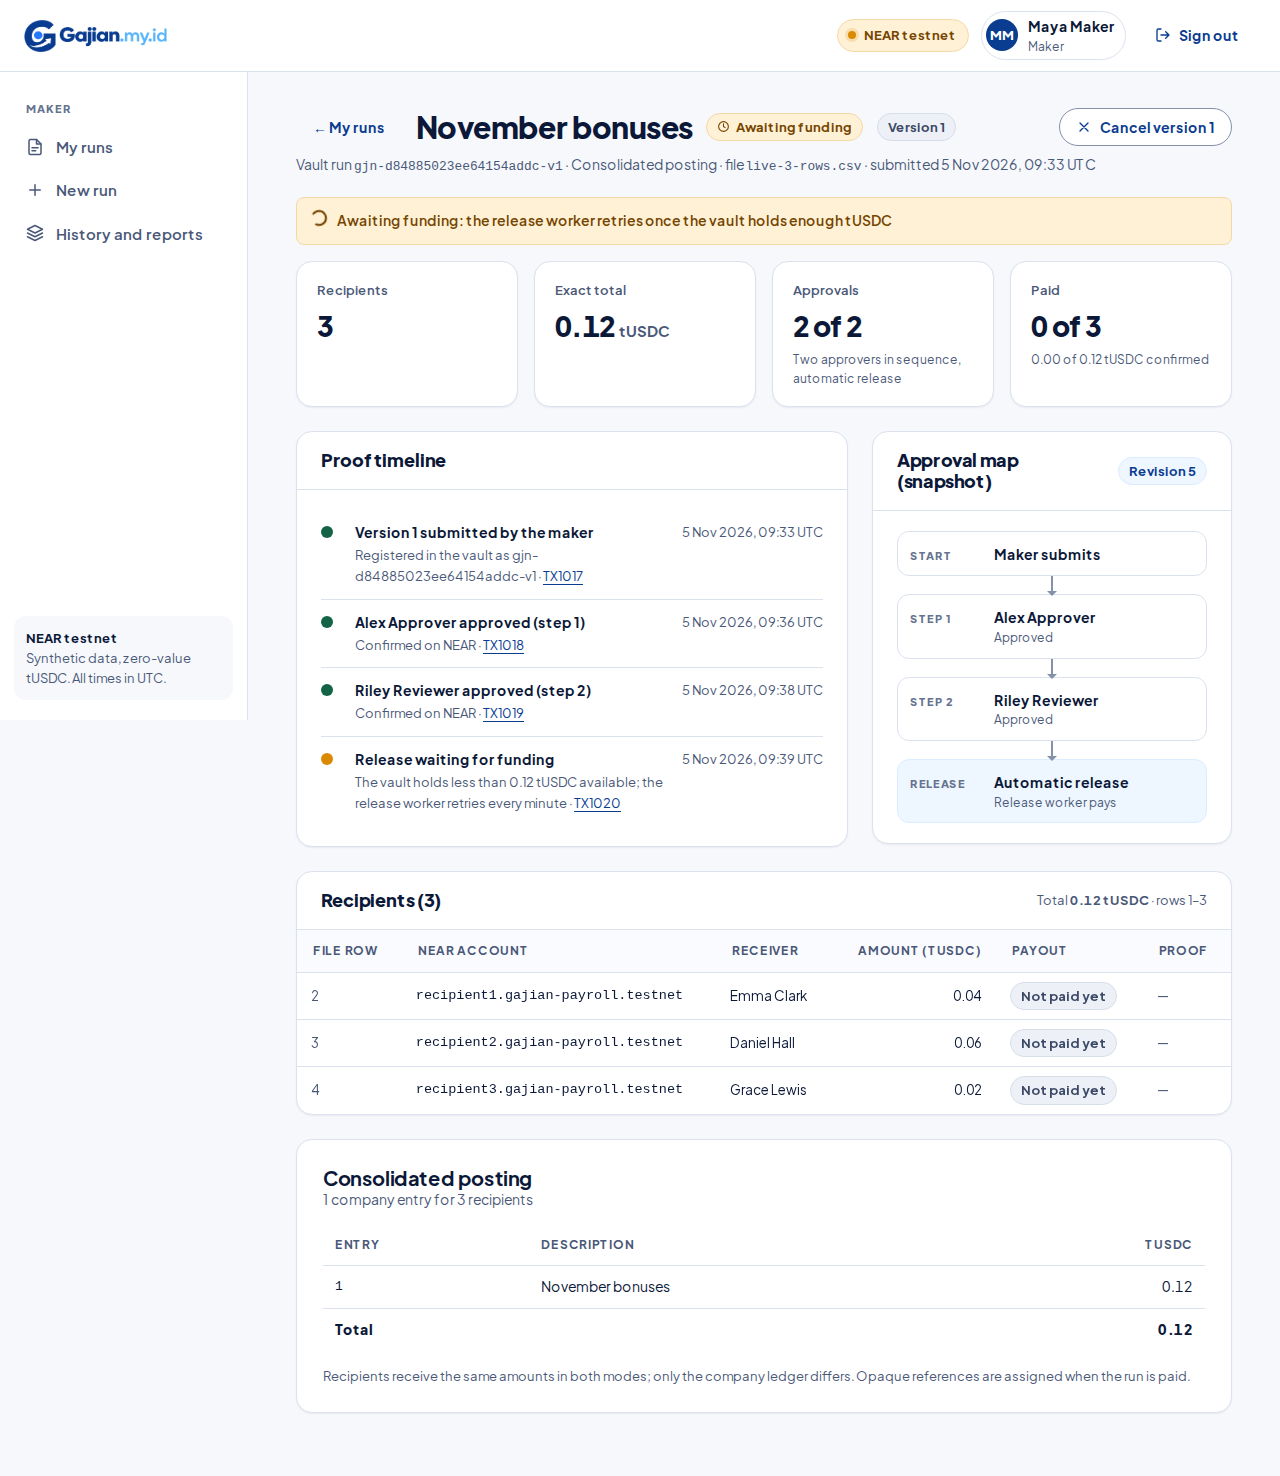 Gajian.my.id
NEAR testnet
MM
Maya Maker
Maker
Sign out
MAKER
My runs
New run
History and reports
NEAR testnet
Synthetic data, zero-value
tUSDC. All times in UTC.
← My runs
November bonuses
Awaiting funding
Version 1
Cancel version 1
Vault run gjn-d84885023ee64154addc-v1 · Consolidated posting · file live-3-rows.csv · submitted 5 Nov 2026, 09:33 UTC
Awaiting funding: the release worker retries once the vault holds enough tUSDC
Recipients
3
Exact total
0.12 tUSDC
Approvals
2 of 2
Two approvers in sequence,
automatic release
Paid
0 of 3
0.00 of 0.12 tUSDC confirmed
Proof timeline
Version 1 submitted by the maker
5 Nov 2026, 09:33 UTC
Registered in the vault as gjn-
d84885023ee64154addc-v1 · TX1017
Alex Approver approved (step 1)
5 Nov 2026, 09:36 UTC
Confirmed on NEAR · TX1018
Riley Reviewer approved (step 2)
5 Nov 2026, 09:38 UTC
Confirmed on NEAR · TX1019
Release waiting for funding
5 Nov 2026, 09:39 UTC
The vault holds less than 0.12 tUSDC available; the
release worker retries every minute · TX1020
Approval map
(snapshot)
Revision 5
START
Maker submits
STEP 1
Alex Approver
Approved
STEP 2
Riley Reviewer
Approved
RELEASE
Automatic release
Release worker pays
Recipients (3)
Total 0.12 tUSDC · rows 1–3
FILE ROW NEAR ACCOUNT RECEIVER AMOUNT (TUSDC) PAYOUT PROOF
2 recipient1.gajian-payroll.testnet Emma Clark 0.04 Not paid yet —
3 recipient2.gajian-payroll.testnet Daniel Hall 0.06 Not paid yet —
4 recipient3.gajian-payroll.testnet Grace Lewis 0.02 Not paid yet —
Consolidated posting
1 company entry for 3 recipients
ENTRY DESCRIPTION TUSDC
1 November bonuses 0.12
Total 0.12
Recipients receive the same amounts in both modes; only the company ledger differs. Opaque references are assigned when the run is paid.